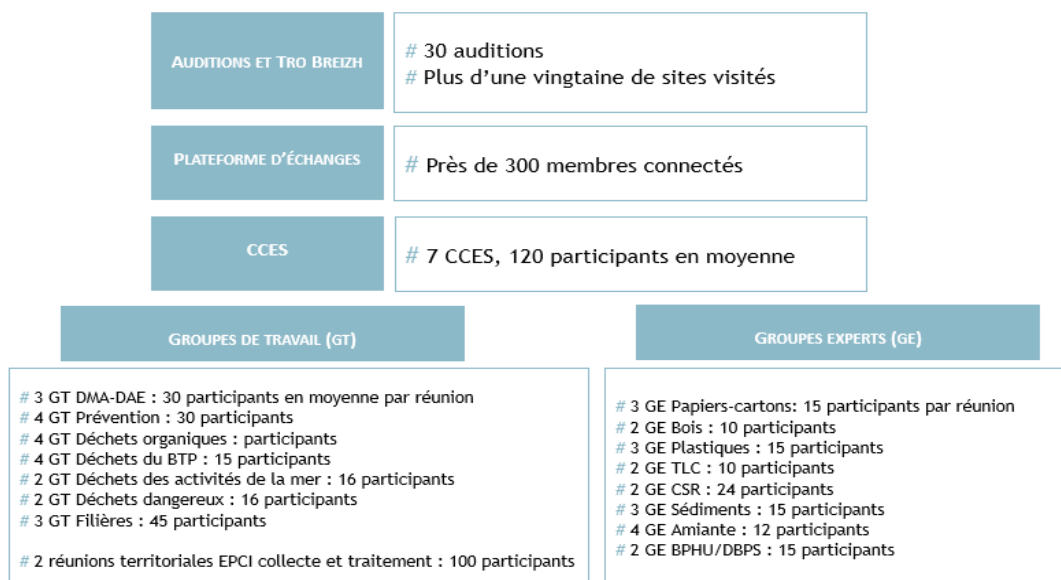 AUDITIONS ET TRO BREIZH
# 30 auditions
# Plus d'une vingtaine de sites visités
PLATEFORME D'ÉCHANGES
# Près de 300 membres connectés
CCES
# 7 CCES, 120 participants en moyenne
GROUPES DE TRAVAIL (GT)
# 3 GT DMA-DAE : 30 participants en moyenne par réunion
# 4 GT Prévention : 30 participants
# 4 GT Déchets organiques : participants
# 4 GT Déchets du BTP : 15 participants
# 2 GT Déchets des activités de la mer : 16 participants
# 2 GT Déchets dangereux : 16 participants
# 3 GT Filières : 45 participants
# 2 réunions territoriales EPCI collecte et traitement : 100 participants
GROUPES EXPERTS (GE)
# 3 GE Papiers-cartons: 15 participants par réunion
# 2 GE Bois : 10 participants
# 3 GE Plastiques : 15 participants
# 2 GE TLC : 10 participants
# 2 GE CSR : 24 participants
# 3 GE Sédiments : 15 participants
# 4 GE Amiante : 12 participants
# 2 GE BPHU/DBPS : 15 participants